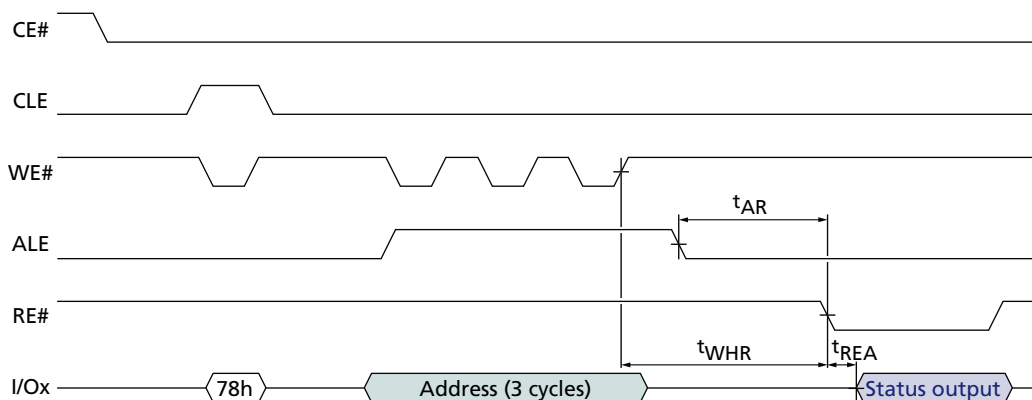 CE#
CLE
WE#
tAR
ALE
RE#
tWHR tREA
I/Ox 78h Address (3 cycles) Status output